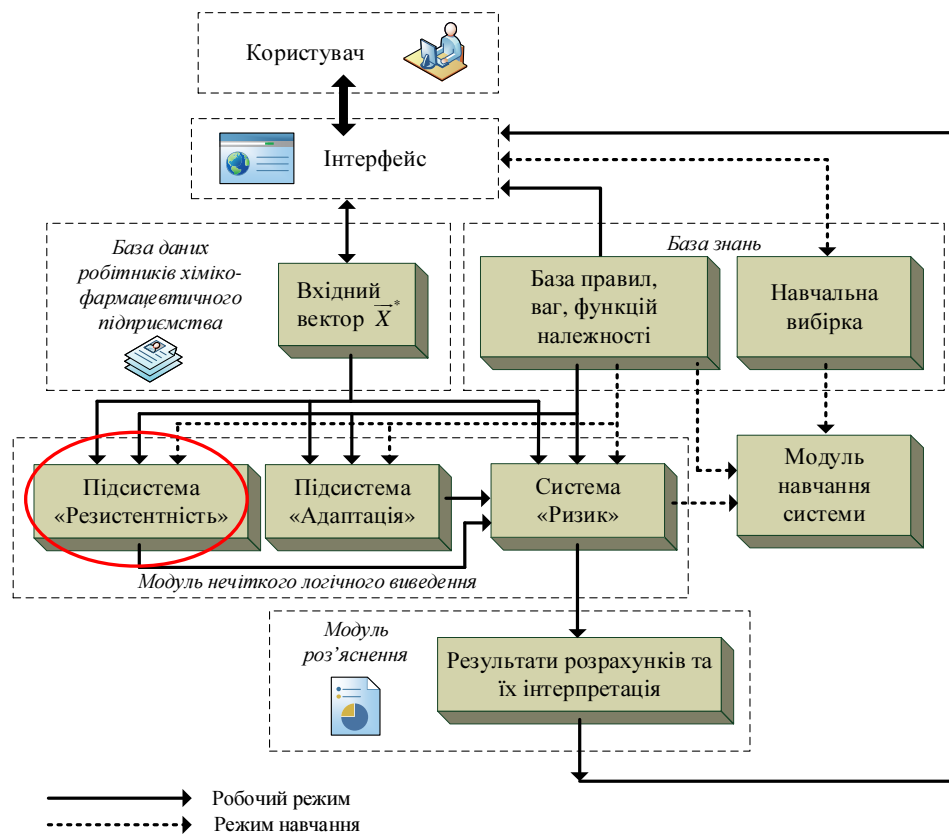 Користувач
Інтерфейс
База даних
робітників хіміко-
фармацевтичного
підприємства
Вхідний
вектор X*
База знань
База правил,
ваг, функцій
належності
Навчальна
вибірка
Підсистема
«Резистентність»
Підсистема
«Адаптація»
Система
«Ризик»
Модуль
навчання
системи
Модуль нечіткого логічного виведення
Модуль
роз’яснення
Результати розрахунків та
їх інтерпретація
Робочий режим
Режим навчання